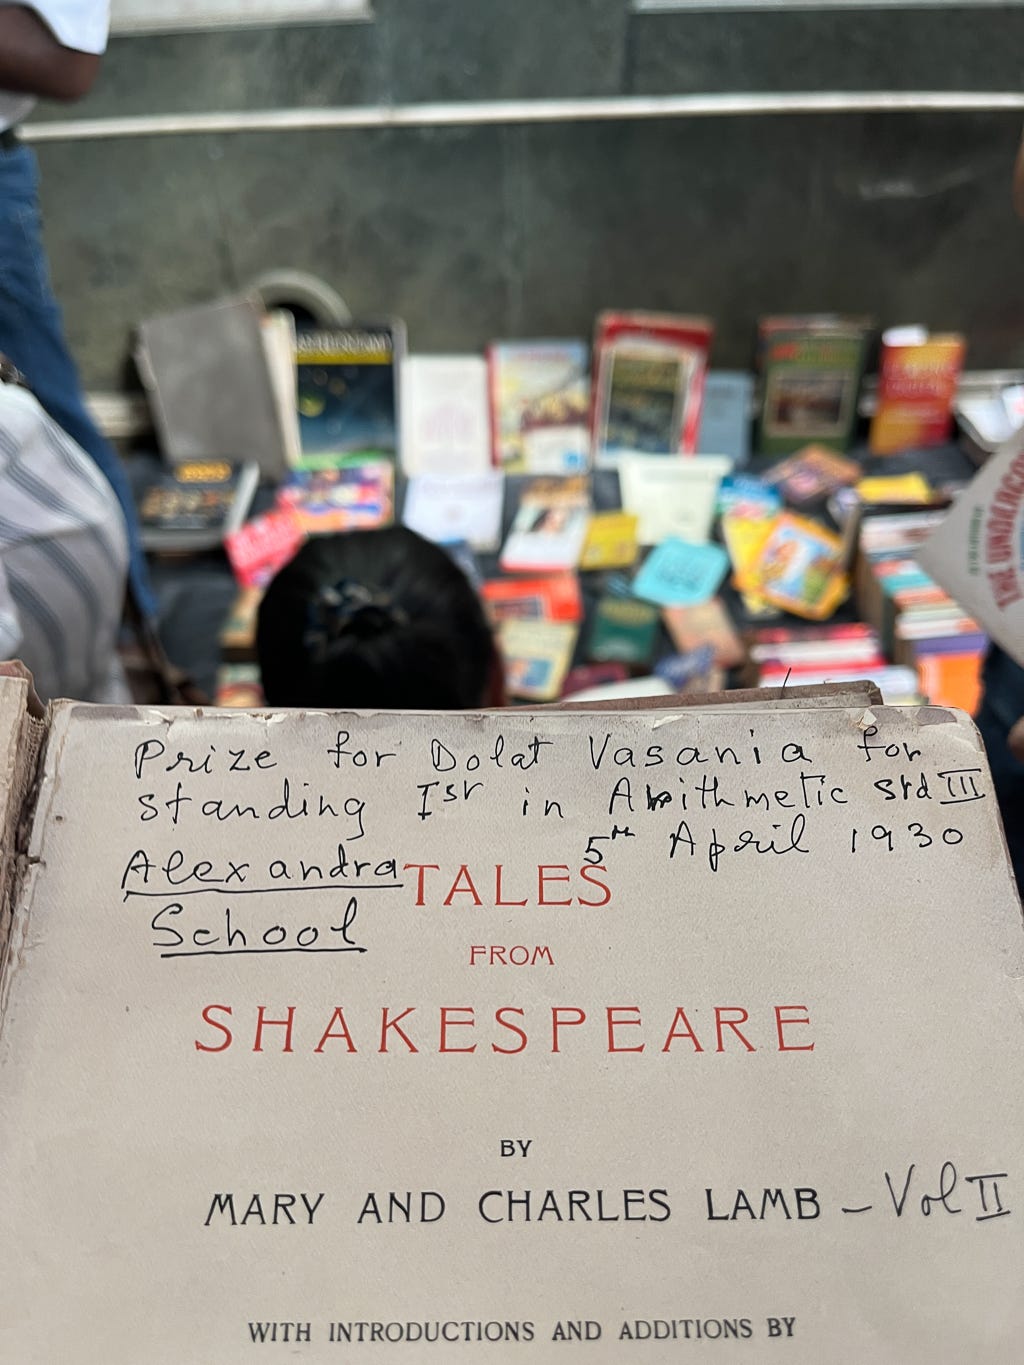 Prize for Dolat Vasania for
standing Ist in Arithmetic std III
5th April 1930
Alexandra
School
TALES
FROM
SHAKESPEARE
BY
MARY AND CHARLES LAMB – Vol II
WITH INTRODUCTIONS AND ADDITIONS BY